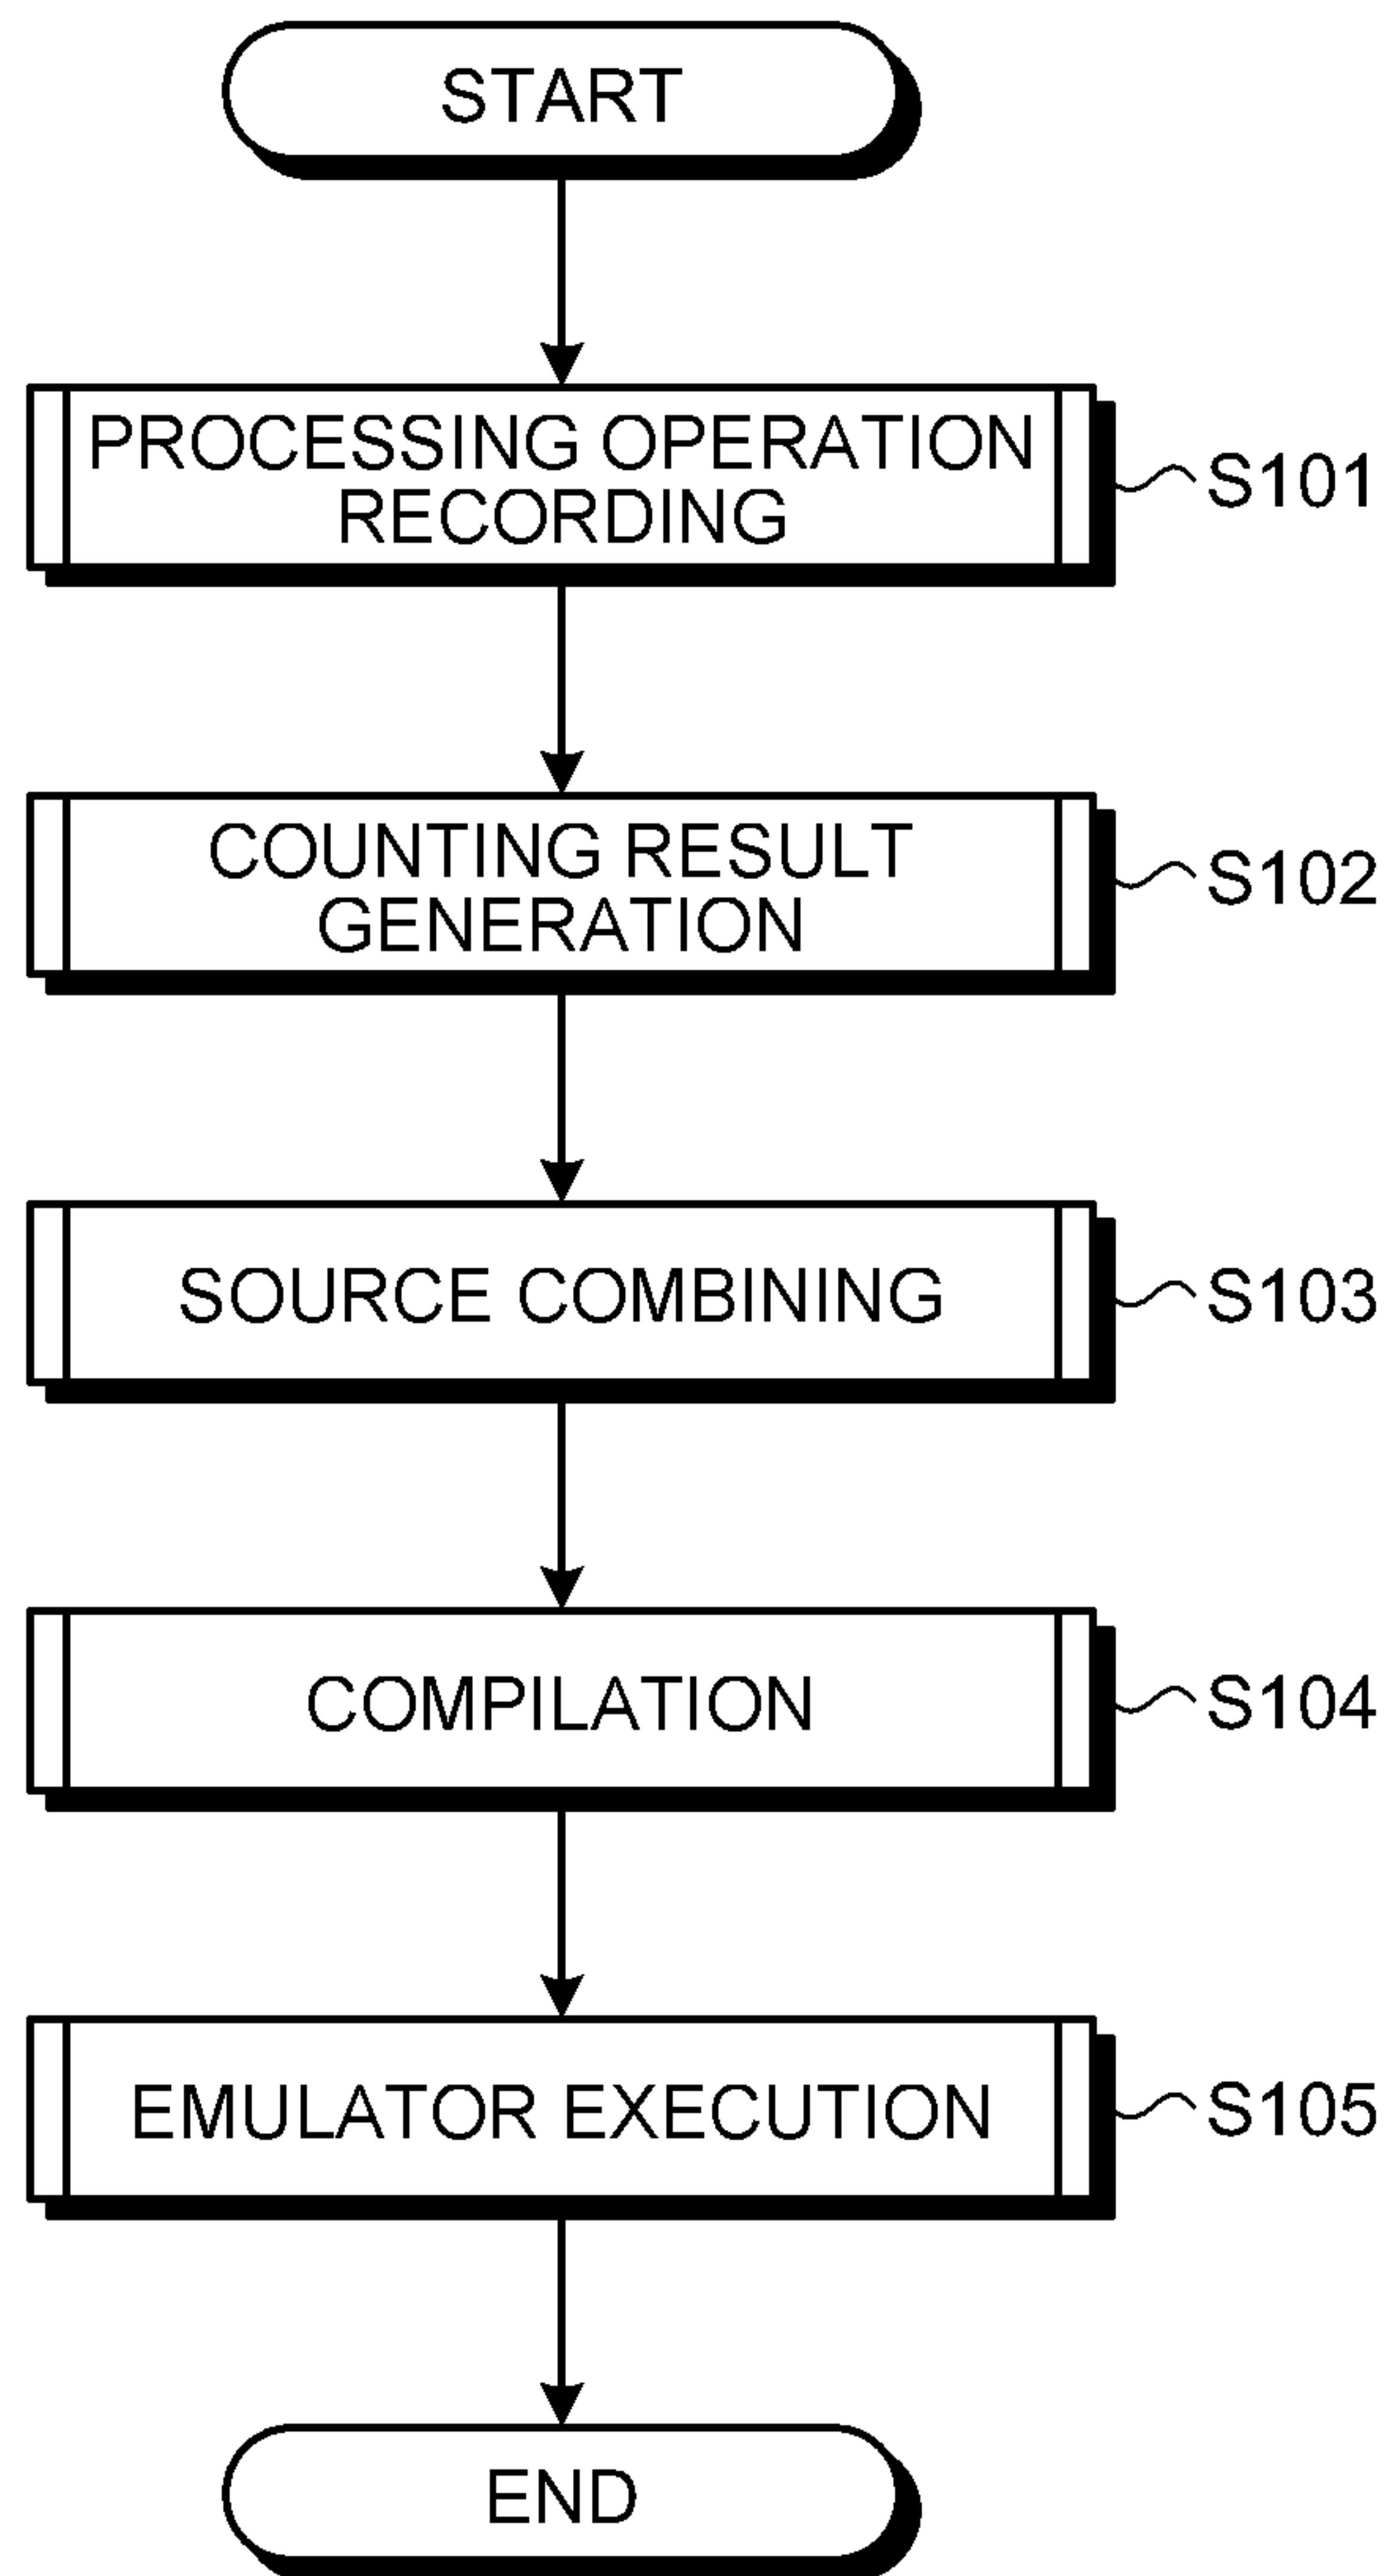 START
PROCESSING OPERATION
RECORDING
S101
COUNTING RESULT
GENERATION
S102
SOURCE COMBINING
S103
COMPILATION
S104
EMULATOR EXECUTION
S105
END